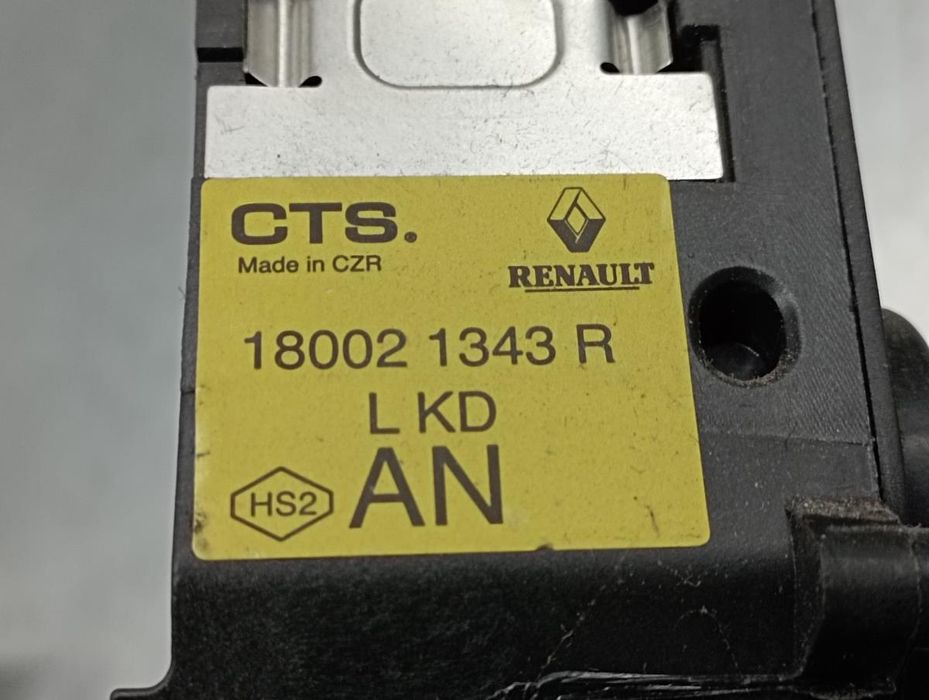 CTS.
Made in CZR
RENAULT
18002 1343 R
L KD
HS2
AN